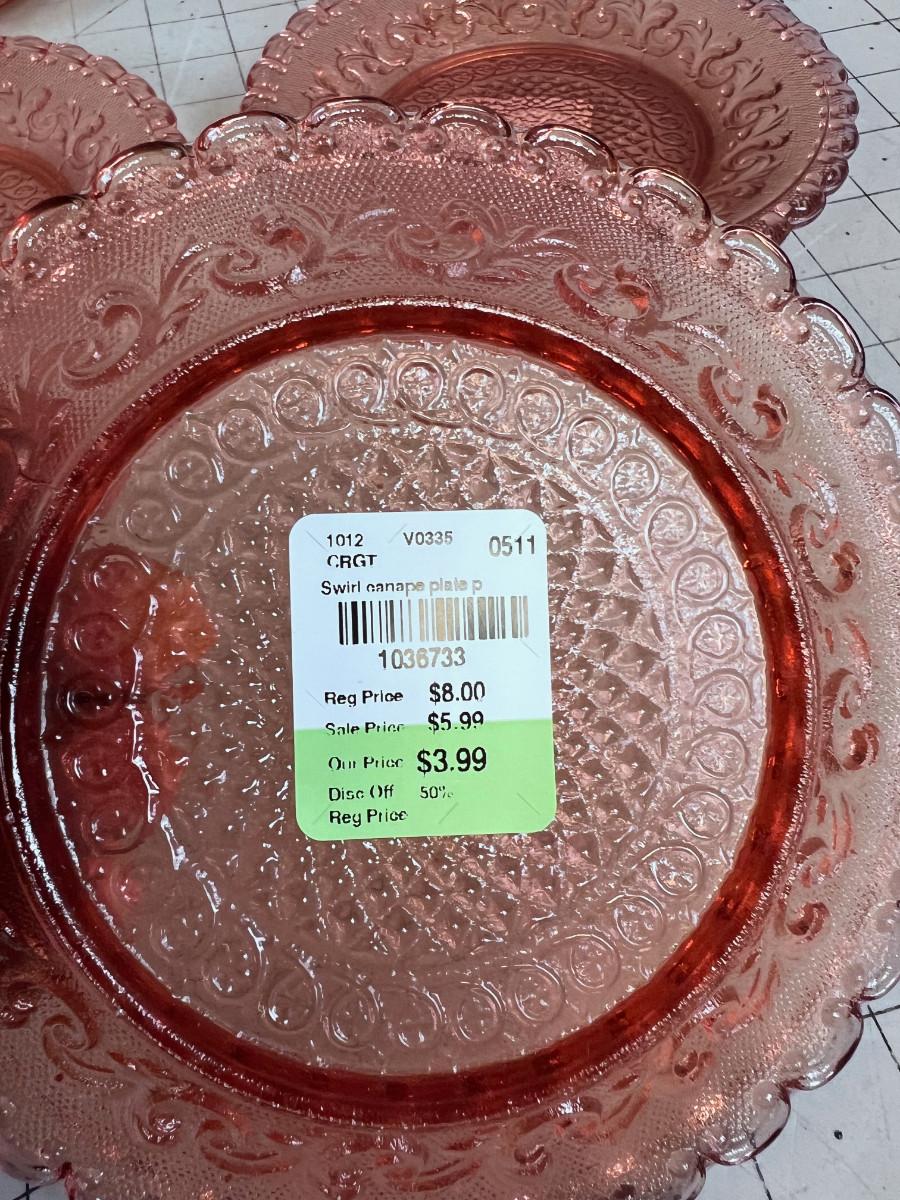 1012 V0335 0511
CRGT
Swirl canape plate p
1036733
Reg Price $8.00
Sale Price $5.99
Our Price $3.99
Disc Off 50%
Reg Price